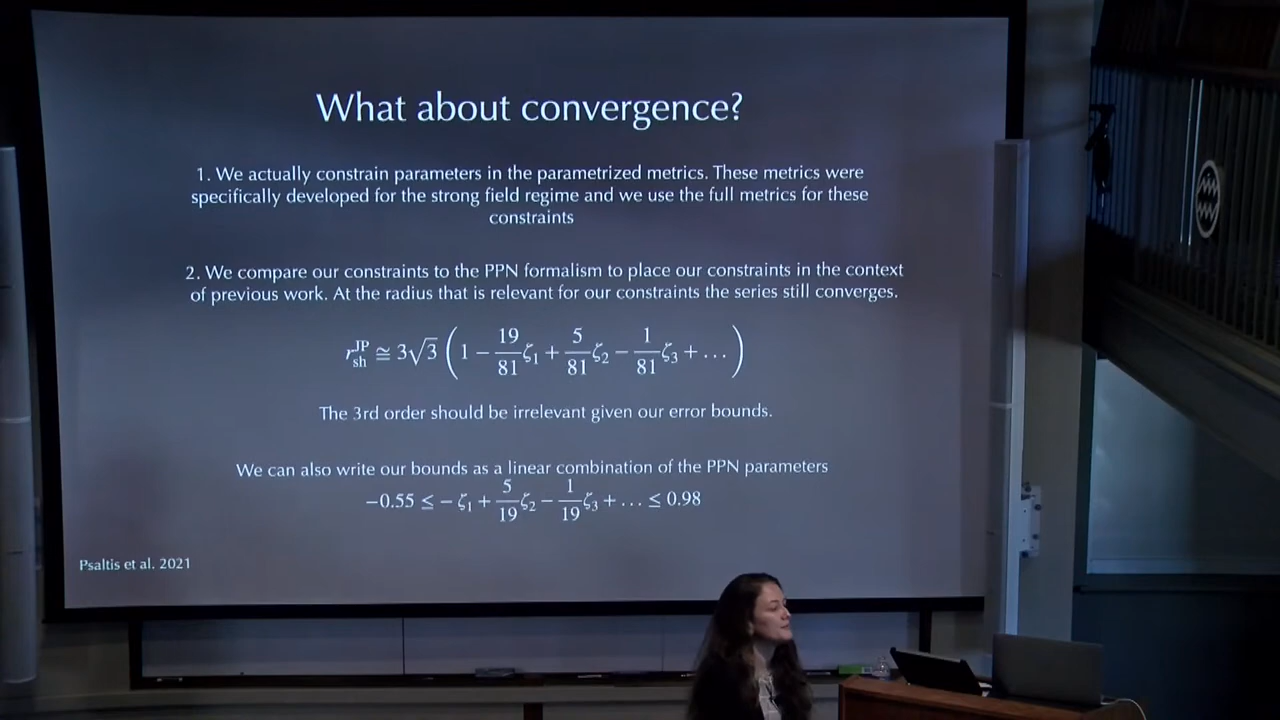 What about convergence?
1. We actually constrain parameters in the parametrized metrics. These metrics were
specifically developed for the strong field regime and we use the full metrics for these
constraints
2. We compare our constraints to the PPN formalism to place our constraints in the context
of previous work. At the radius that is relevant for our constraints the series still converges.
r_sh^JP ≅ 3√3 (1 − 19/81 ζ₁ + 5/81 ζ₂ − 1/81 ζ₃ + …)
The 3rd order should be irrelevant given our error bounds.
We can also write our bounds as a linear combination of the PPN parameters
−0.55 ≤ − ζ₁ + 5/19 ζ₂ − 1/19 ζ₃ + … ≤ 0.98
Psaltis et al. 2021